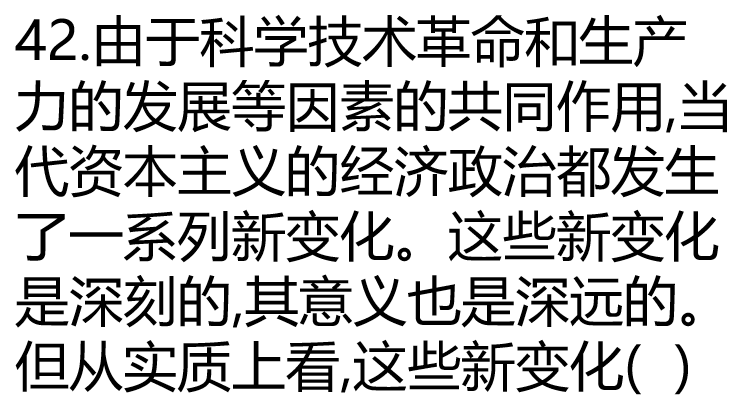 42.由于科学技术革命和生产
力的发展等因素的共同作用,当
代资本主义的经济政治都发生
了一系列新变化。这些新变化
是深刻的,其意义也是深远的。
但从实质上看,这些新变化(  )